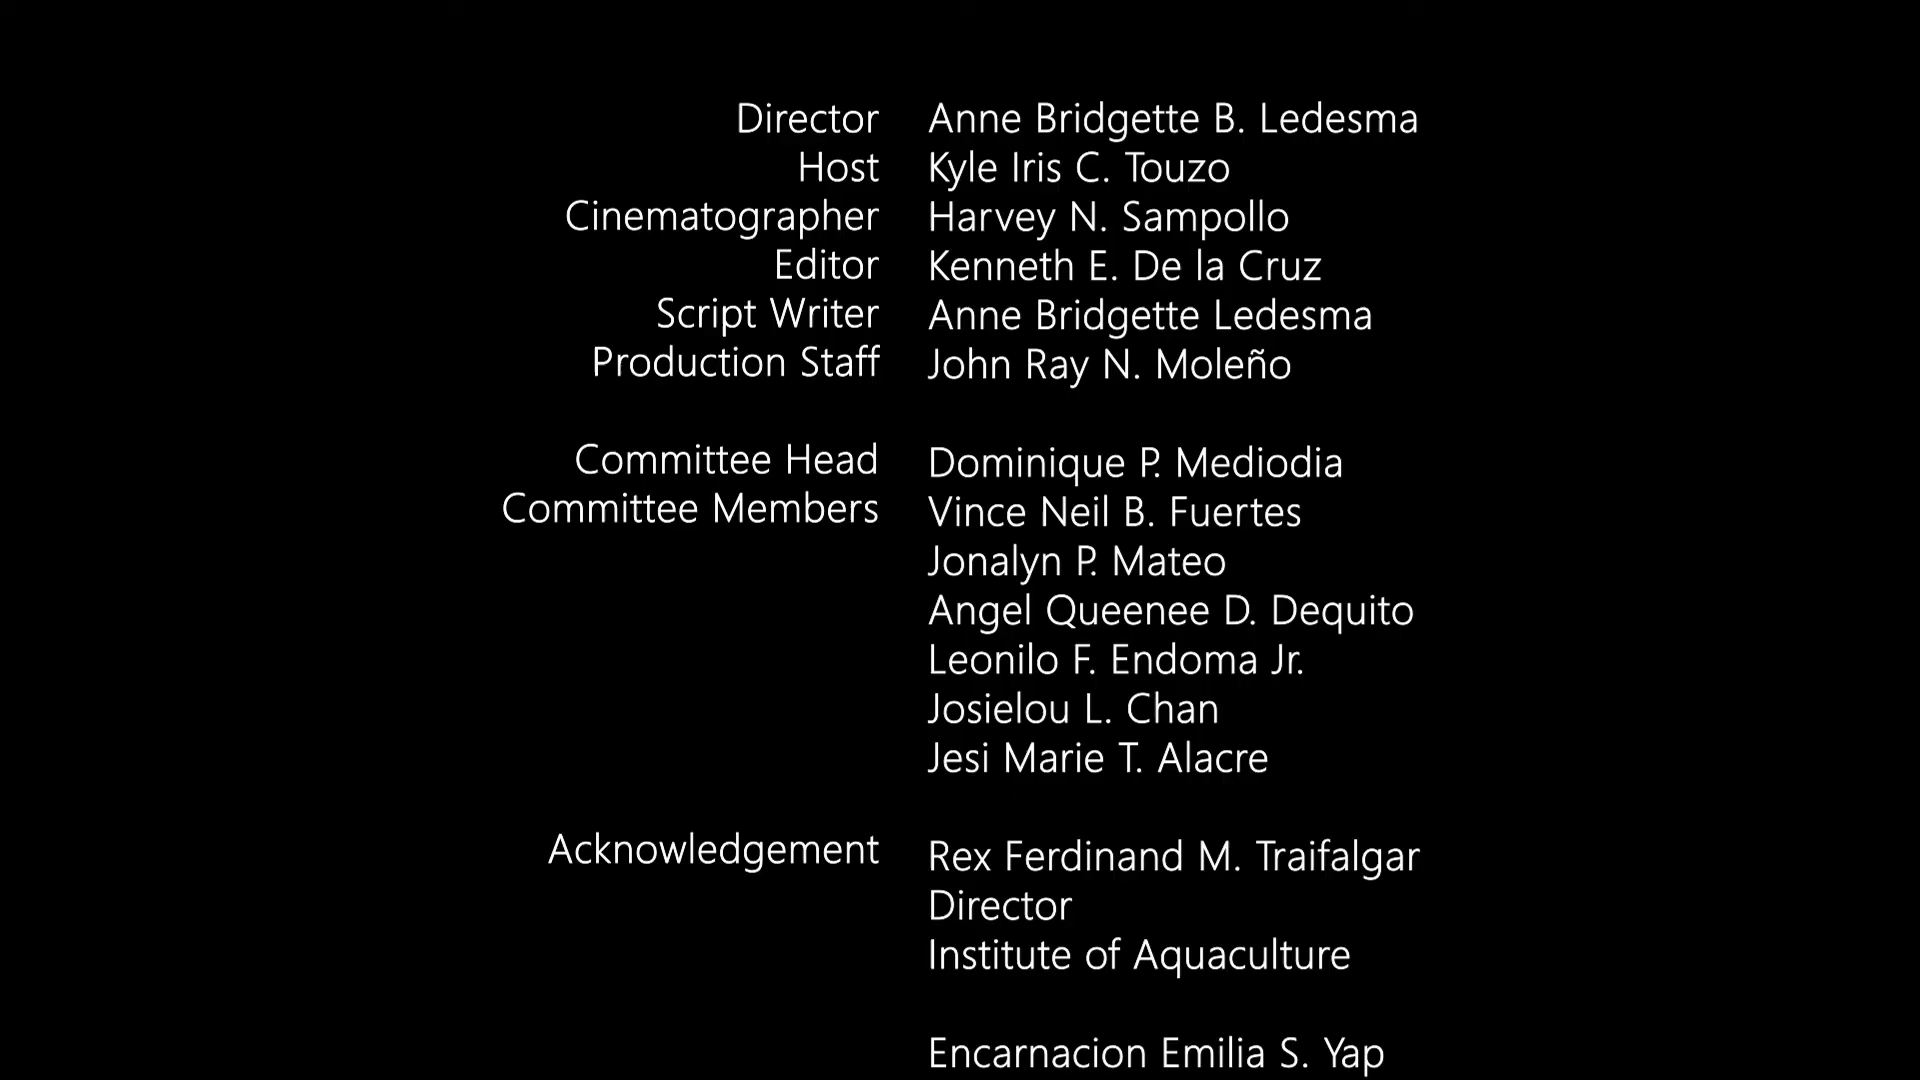 Director Anne Bridgette B. Ledesma
Host Kyle Iris C. Touzo
Cinematographer Harvey N. Sampollo
Editor Kenneth E. De la Cruz
Script Writer Anne Bridgette Ledesma
Production Staff John Ray N. Moleño
Committee Head Dominique P. Mediodia
Committee Members Vince Neil B. Fuertes
Jonalyn P. Mateo
Angel Queenee D. Dequito
Leonilo F. Endoma Jr.
Josielou L. Chan
Jesi Marie T. Alacre
Acknowledgement Rex Ferdinand M. Traifalgar
Director
Institute of Aquaculture
Encarnacion Emilia S. Yap